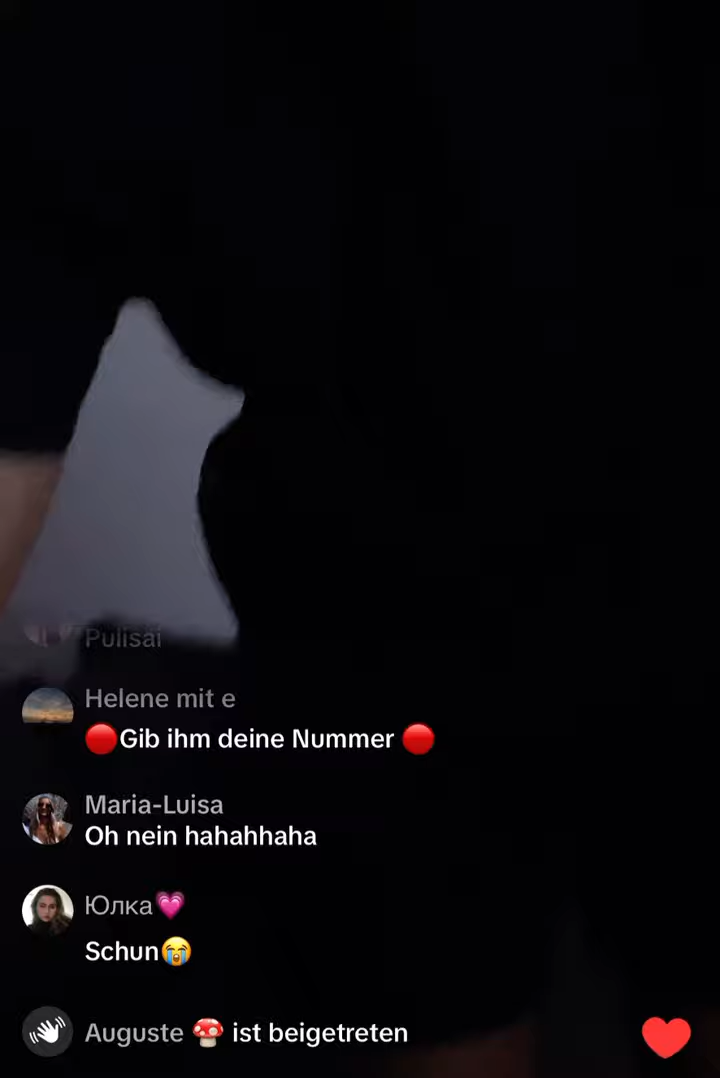 Pulisai
Helene mit e
🔴Gib ihm deine Nummer 🔴
Maria-Luisa
Oh nein hahahhaha
Юлка💗
Schun😭
Auguste 🍄 ist beigetreten